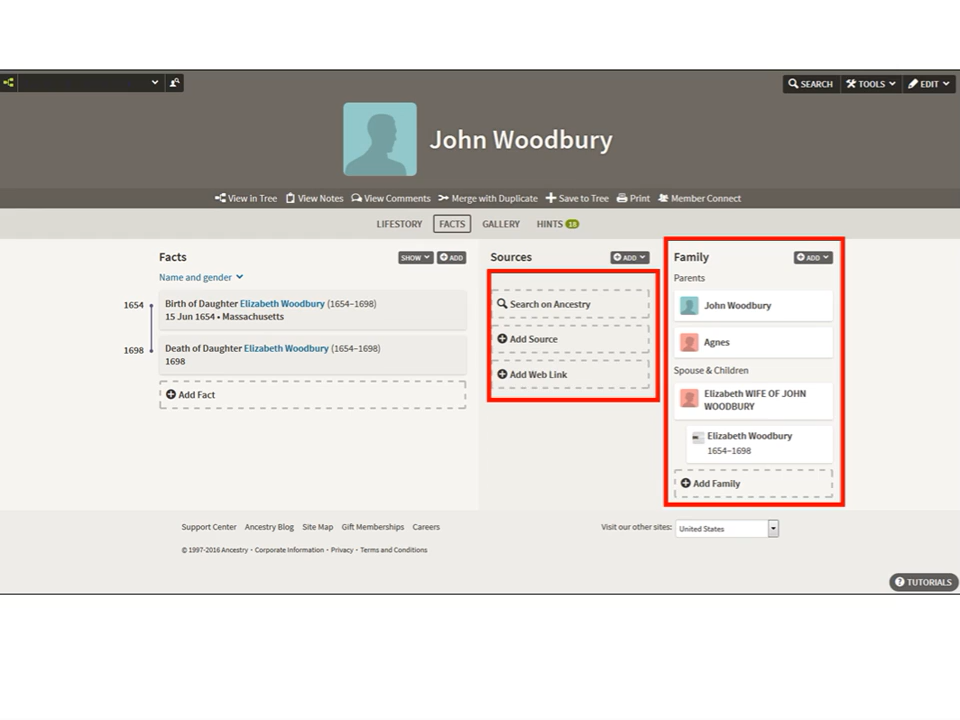 SEARCH TOOLS EDIT
John Woodbury
View in Tree View Notes View Comments Merge with Duplicate Save to Tree Print Member Connect
LIFESTORY FACTS GALLERY HINTS 18
Facts SHOW ADD
Name and gender
1654
Birth of Daughter Elizabeth Woodbury (1654–1698)
15 Jun 1654 • Massachusetts
1698
Death of Daughter Elizabeth Woodbury (1654–1698)
1698
Add Fact
Sources ADD
Search on Ancestry
Add Source
Add Web Link
Family ADD
Parents
John Woodbury
Agnes
Spouse & Children
Elizabeth WIFE OF JOHN
WOODBURY
Elizabeth Woodbury
1654–1698
Add Family
Support Center Ancestry Blog Site Map Gift Memberships Careers
Visit our other sites: United States
© 1997-2016 Ancestry • Corporate Information • Privacy • Terms and Conditions
TUTORIALS